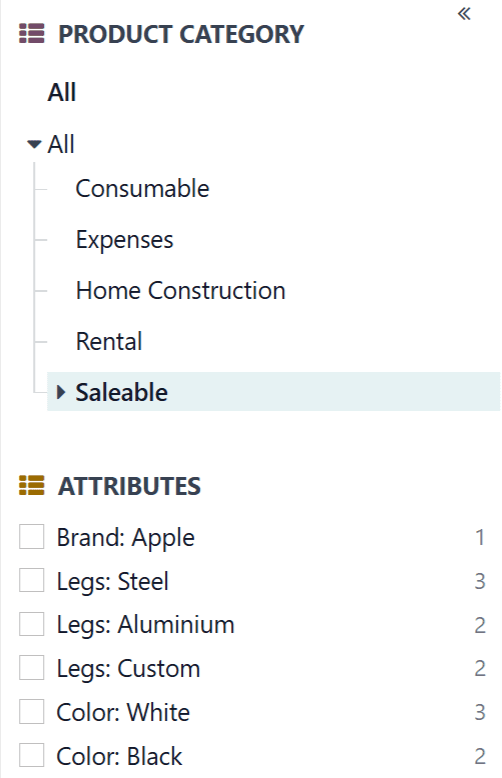 PRODUCT CATEGORY
All
All
Consumable
Expenses
Home Construction
Rental
Saleable
ATTRIBUTES
Brand: Apple 1
Legs: Steel 3
Legs: Aluminium 2
Legs: Custom 2
Color: White 3
Color: Black 2